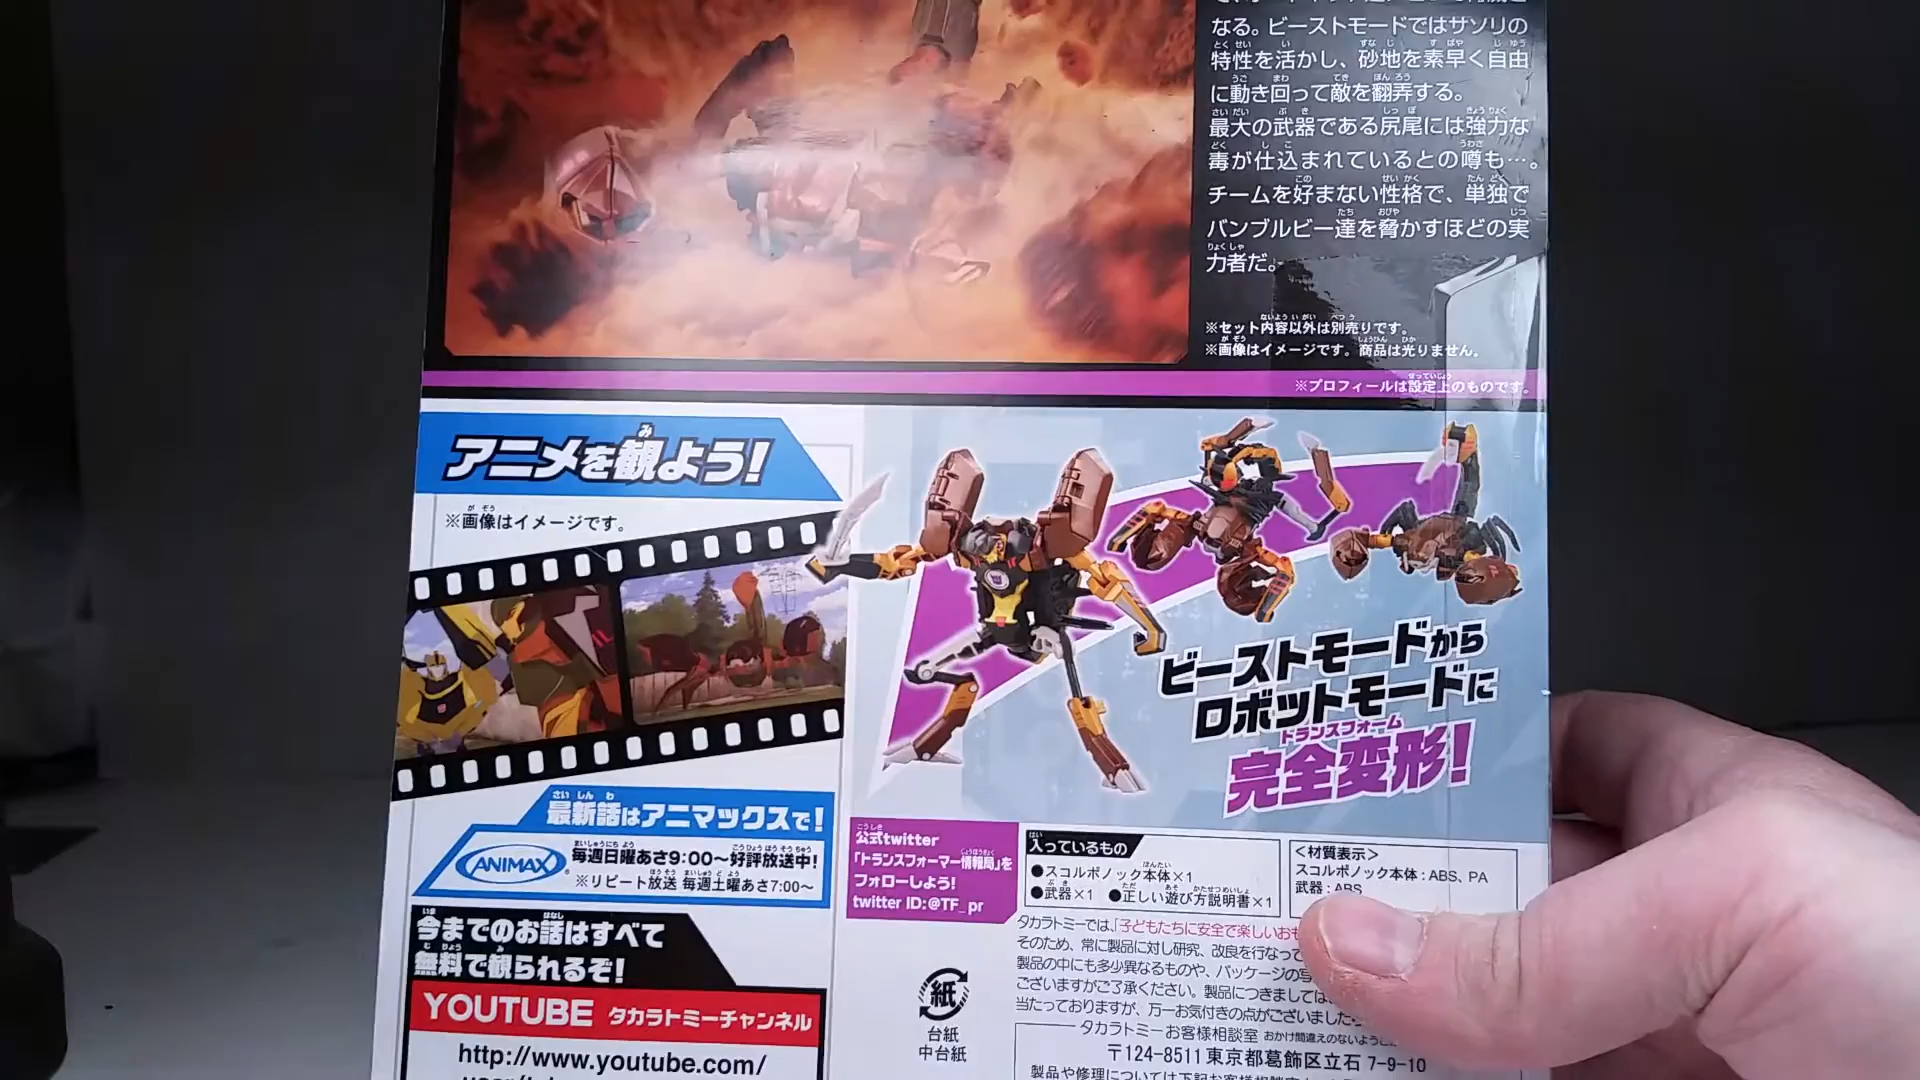 なる。ビーストモードではサソリの
特性を活かし、砂地を素早く自由
に動き回って敵を翻弄する。
最大の武器である尻尾には強力な
毒が仕込まれているとの噂も…。
チームを好まない性格で、単独で
バンブルビー達を脅かすほどの実
力者だ。
※セット内容以外は別売りです。
※画像はイメージです。商品は光りません。
※プロフィールは設定上のものです。
アニメを観よう!
※画像はイメージです。
ビーストモードから
ロボットモードに
トランスフォーム
完全変形!
最新話はアニマックスで!
ANIMAX
毎週日曜あさ9:00～好評放送中!
※リピート放送 毎週土曜あさ7:00～
今までのお話はすべて
無料で観られるぞ!
YOUTUBE タカラトミーチャンネル
http://www.youtube.com/
公式twitter
「トランスフォーマー情報局」を
フォローしよう!
twitter ID:@TF_pr
入っているもの
●スコルポノック本体×1
●武器×1 ●正しい遊び方説明書×1
<材質表示>
スコルポノック本体：ABS、PA
武器：ABS
紙
台紙
中台紙
タカラトミーでは、「子どもたちに安全で楽しいおも
そのため、常に製品に対し研究、改良を行なって
製品の中にも多少異なるものや、パッケージの写
ございますがご了承ください。製品につきましては
当たっておりますが、万一お気付きの点がございました
タカラトミーお客様相談室 おかけ間違えのないよう
〒124-8511 東京都葛飾区立石 7-9-10